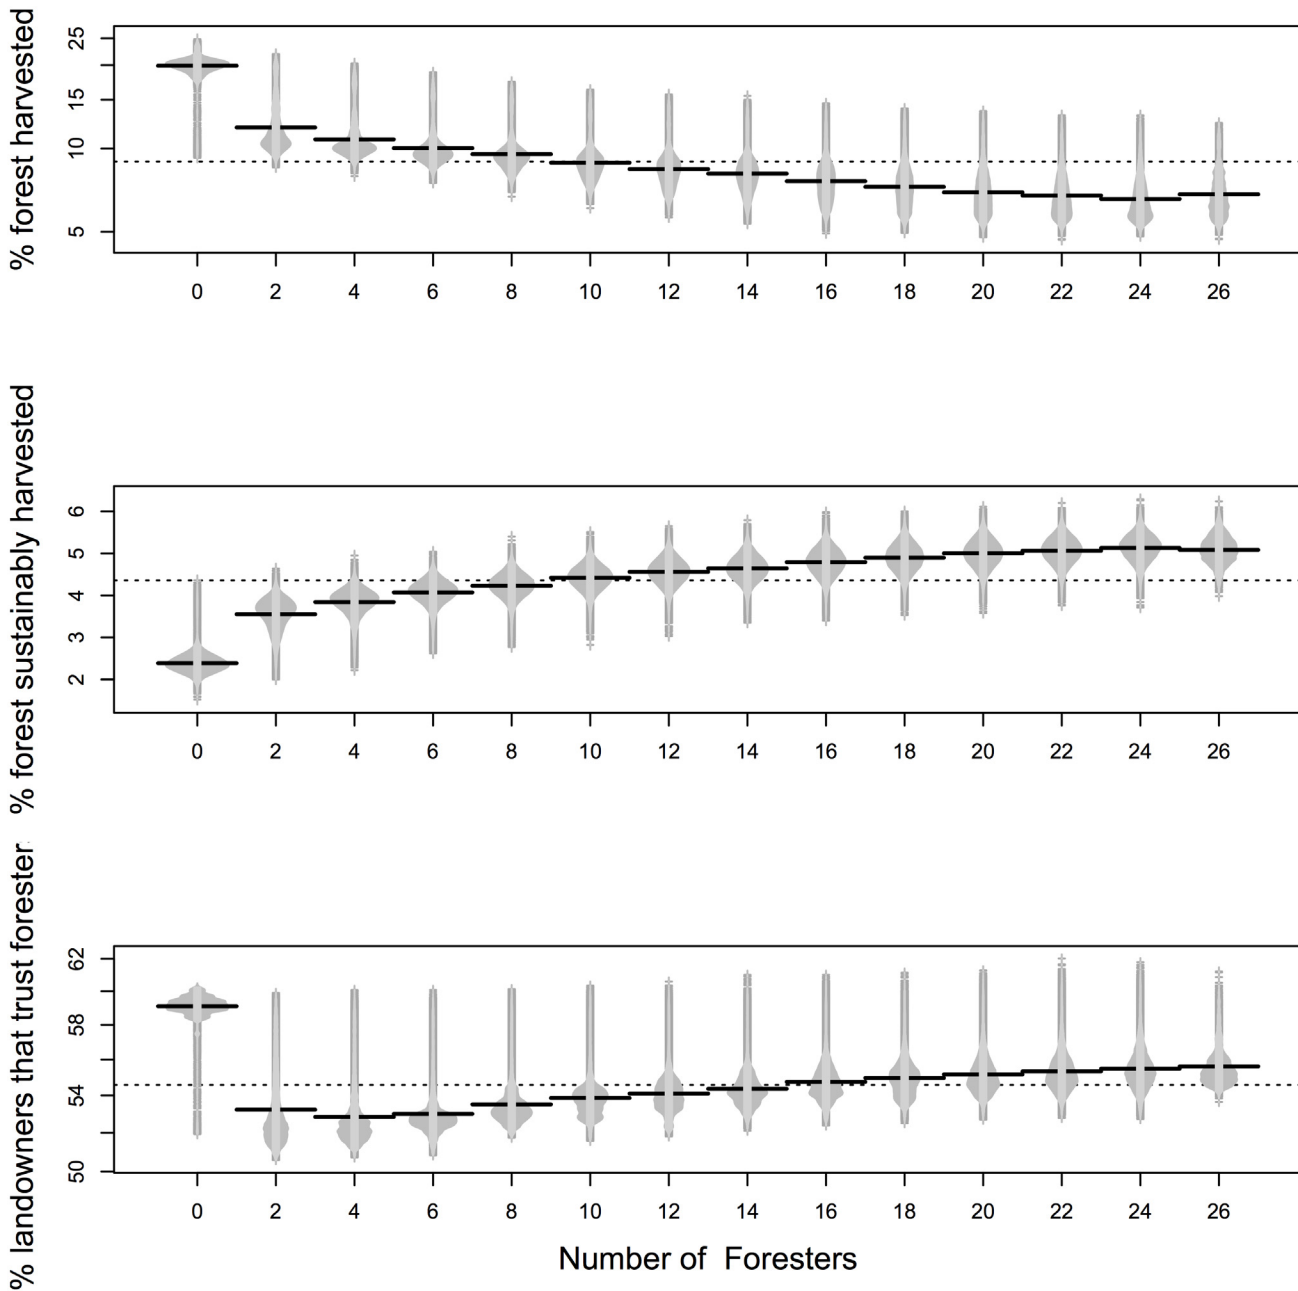 % forest harvested
25
15
10
5
0 2 4 6 8 10 12 14 16 18 20 22 24 26
% forest sustainably harvested
6
5
4
3
2
0 2 4 6 8 10 12 14 16 18 20 22 24 26
% landowners that trust forester
62
58
54
50
0 2 4 6 8 10 12 14 16 18 20 22 24 26
Number of Foresters